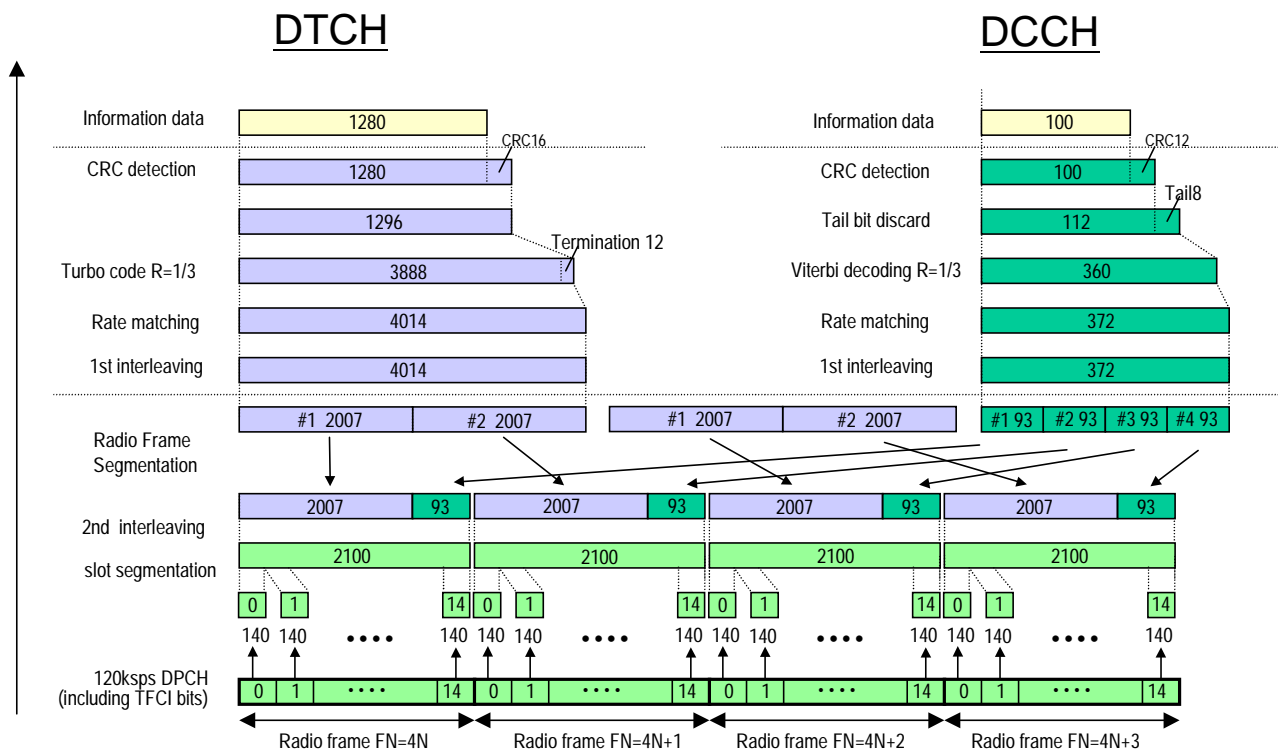 DTCH
DCCH
Information data
1280
Information data
100
CRC16
CRC12
CRC detection
1280
CRC detection
100
Tail8
1296
Tail bit discard
112
Termination 12
Turbo code R=1/3
3888
Viterbi decoding R=1/3
360
Rate matching
4014
Rate matching
372
1st interleaving
4014
1st interleaving
372
#1 2007
#2 2007
#1 2007
#2 2007
#1 93
#2 93
#3 93
#4 93
Radio Frame
Segmentation
2007
93
2007
93
2007
93
2007
93
2nd interleaving
2100
2100
2100
2100
slot segmentation
0
1
14
0
1
14
0
1
14
0
1
14
140
140
••••
140
140
140
••••
140
140
140
••••
140
140
140
••••
140
120ksps DPCH
(including TFCI bits)
0
1
••••
14
0
1
••••
14
0
1
••••
14
0
1
••••
14
Radio frame FN=4N
Radio frame FN=4N+1
Radio frame FN=4N+2
Radio frame FN=4N+3